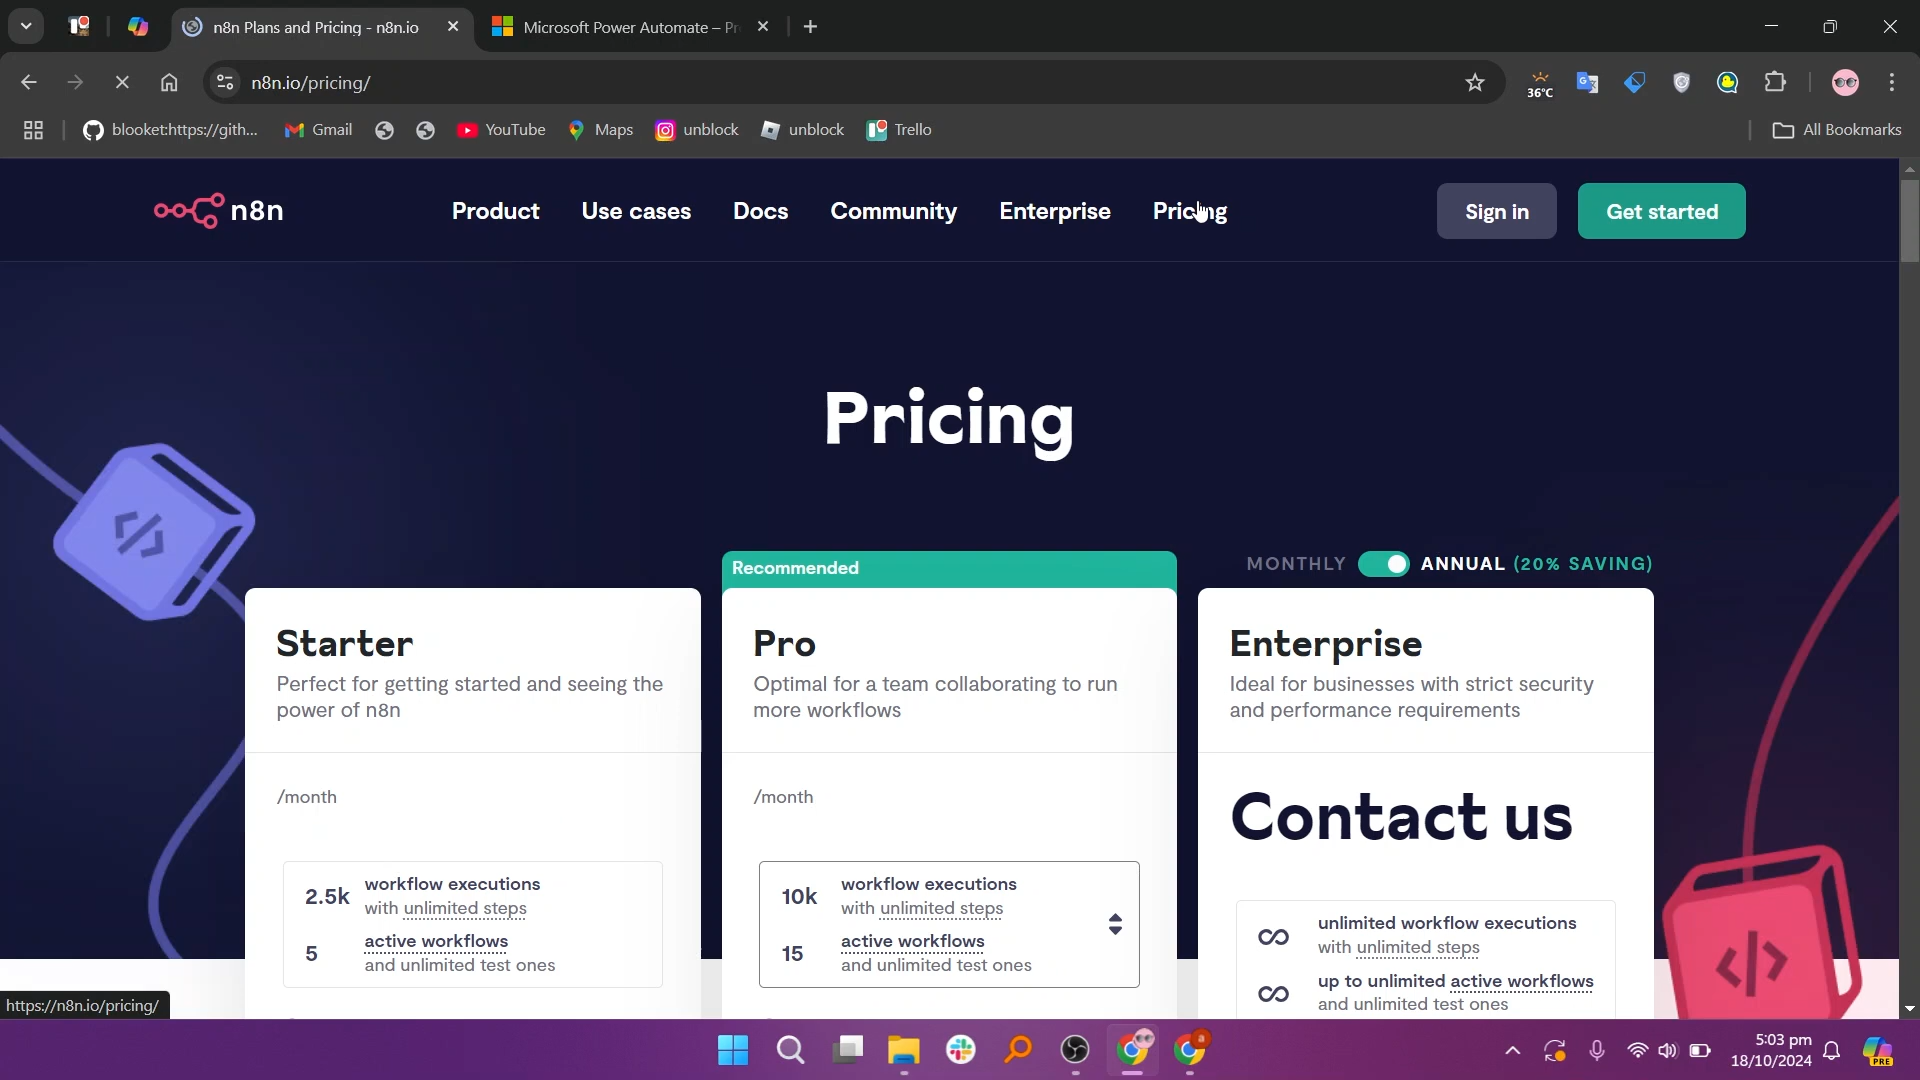 n8n Plans and Pricing - n8n.io
Microsoft Power Automate – Pr
n8n.io/pricing/
36°C
blooket:https://gith...
Gmail
YouTube
Maps
unblock
unblock
Trello
All Bookmarks
n8n
Product
Use cases
Docs
Community
Enterprise
Pricing
Sign in
Get started
Pricing
MONTHLY
ANNUAL (20% SAVING)
Recommended
Starter
Perfect for getting started and seeing the
power of n8n
/month
2.5k workflow executions
with unlimited steps
5 active workflows
and unlimited test ones
Pro
Optimal for a team collaborating to run
more workflows
/month
10k workflow executions
with unlimited steps
15 active workflows
and unlimited test ones
Enterprise
Ideal for businesses with strict security
and performance requirements
Contact us
∞ unlimited workflow executions
with unlimited steps
∞ up to unlimited active workflows
and unlimited test ones
https://n8n.io/pricing/
5:03 pm
18/10/2024
PRE